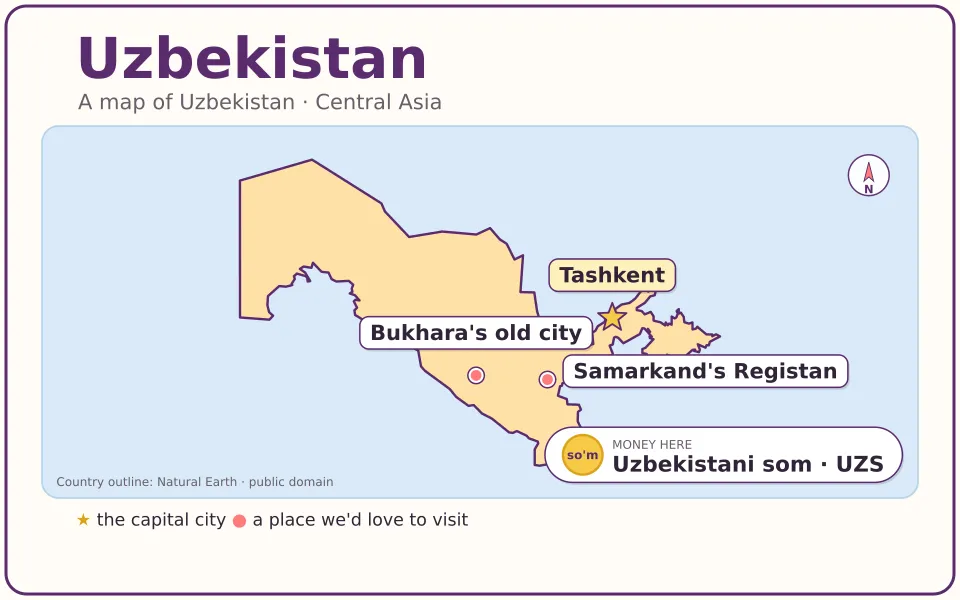 Uzbekistan
A map of Uzbekistan · Central Asia
N
Tashkent
Bukhara's old city
Samarkand's Registan
so'm
MONEY HERE
Uzbekistani som · UZS
Country outline: Natural Earth · public domain
the capital city
a place we'd love to visit